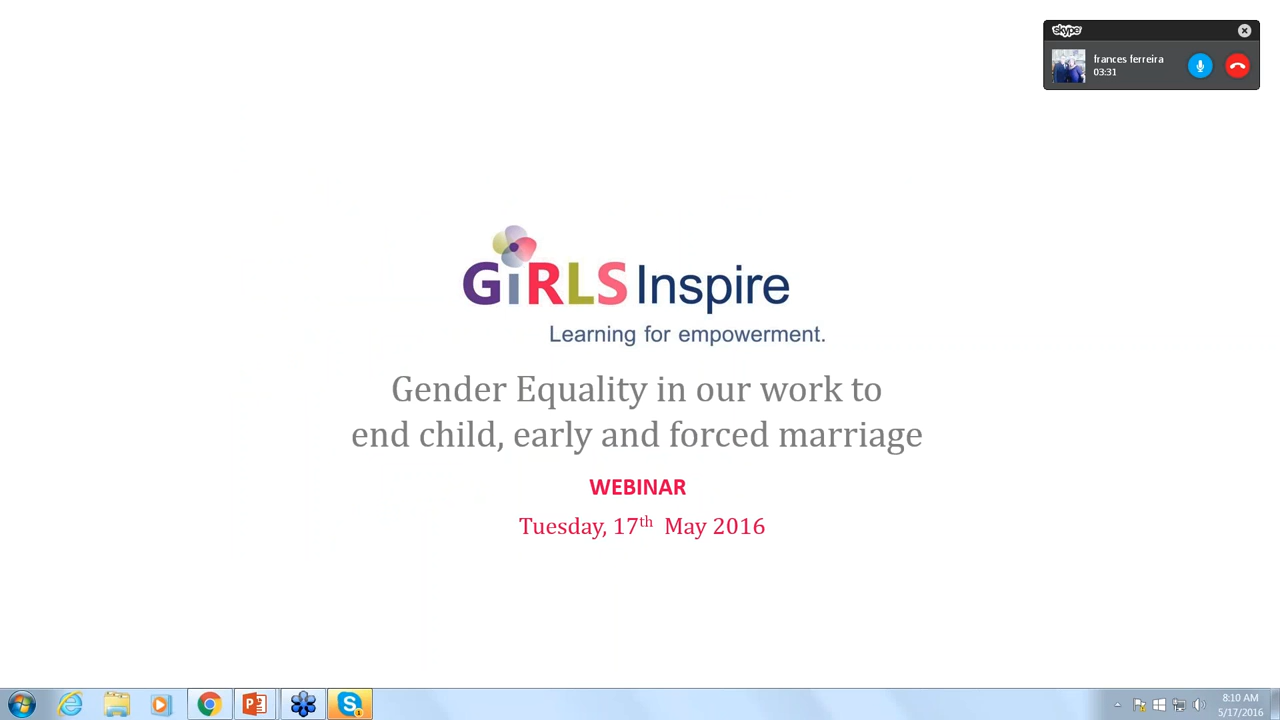 skype
frances ferreira
03:31
GiRLS Inspire
Learning for empowerment.
Gender Equality in our work to
end child, early and forced marriage
WEBINAR
Tuesday, 17th May 2016
8:10 AM
5/17/2016